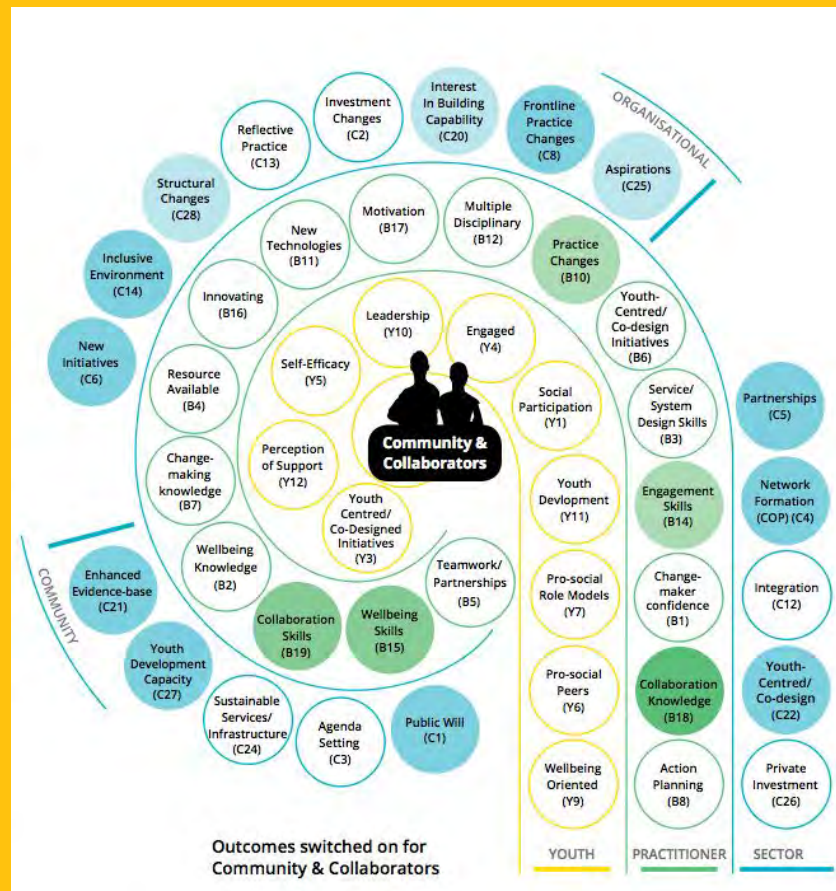 Interest
In Building
Capability
(C20)
Investment
Changes
(C2)
Frontline
Practice
Changes
(C8)
ORGANISATIONAL
Reflective
Practice
(C13)
Aspirations
(C25)
Structural
Changes
(C28)
Motivation
(B17)
Multiple
Disciplinary
(B12)
New
Technologies
(B11)
Practice
Changes
(B10)
Inclusive
Environment
(C14)
Innovating
(B16)
Leadership
(Y10)
Engaged
(Y4)
Youth-
Centred/
Co-design
Initiatives
(B6)
New
Initiatives
(C6)
Self-Efficacy
(Y5)
Resource
Available
(B4)
Social
Participation
(Y1)
Service/
System
Design Skills
(B3)
Partnerships
(C5)
Community &
Collaborators
Perception
of Support
(Y12)
Change-
making
knowledge
(B7)
Youth
Devlopment
(Y11)
Engagement
Skills
(B14)
Network
Formation
(COP) (C4)
Youth
Centred/
Co-Designed
Initiatives
(Y3)
Wellbeing
Knowledge
(B2)
Teamwork/
Partnerships
(B5)
COMMUNITY
Enhanced
Evidence-base
(C21)
Pro-social
Role Models
(Y7)
Change-
maker
confidence
(B1)
Integration
(C12)
Collaboration
Skills
(B19)
Wellbeing
Skills
(B15)
Youth
Development
Capacity
(C27)
Pro-social
Peers
(Y6)
Collaboration
Knowledge
(B18)
Youth-
Centred/
Co-design
(C22)
Sustainable
Services/
Infrastructure
(C24)
Agenda
Setting
(C3)
Public Will
(C1)
Wellbeing
Oriented
(Y9)
Action
Planning
(B8)
Private
Investment
(C26)
Outcomes switched on for
Community & Collaborators
YOUTH
PRACTITIONER
SECTOR